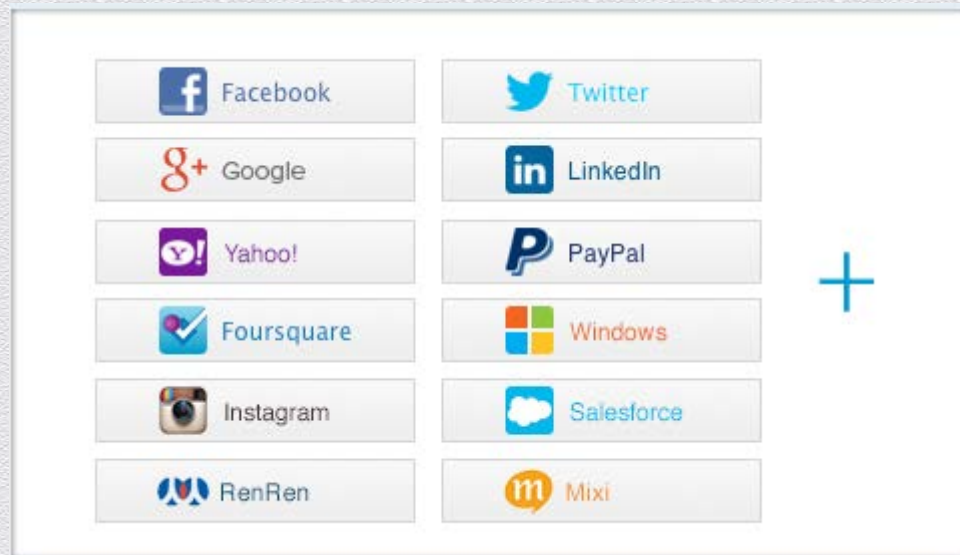 Facebook
Twitter
Google
LinkedIn
Yahoo!
PayPal
Foursquare
Windows
Instagram
Salesforce
RenRen
Mixi